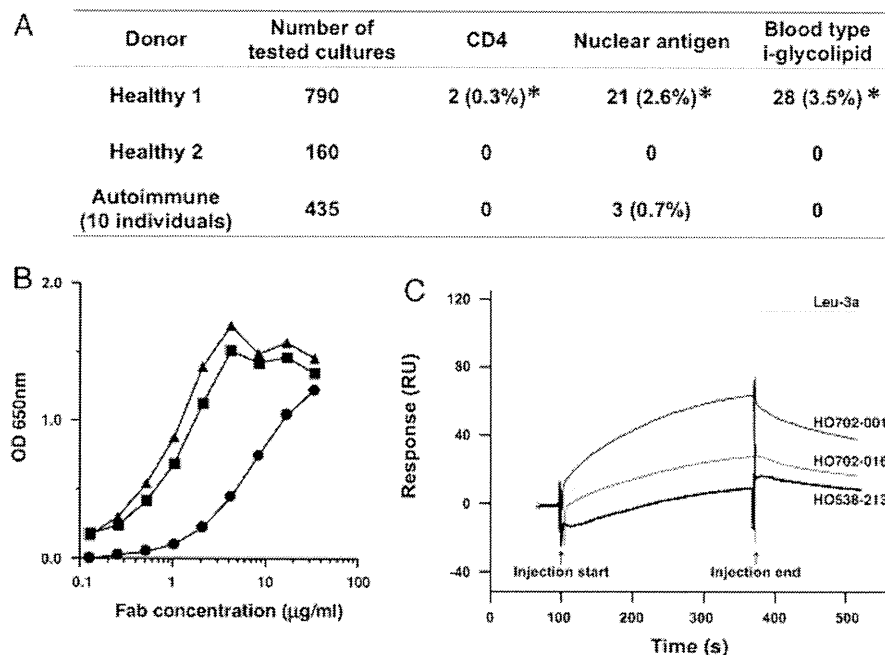 A
Donor Number of tested cultures CD4 Nuclear antigen Blood type i-glycolipid
Healthy 1 790 2 (0.3%)* 21 (2.6%)* 28 (3.5%)*
Healthy 2 160 0 0 0
Autoimmune (10 individuals) 435 0 3 (0.7%) 0
B
2.0
1.0
0.0
OD 650nm
0.1 1 10 100
Fab concentration (µg/ml)
C
120
80
40
0
-40
Response (RU)
Leu-3a
HO702-001
HO702-016
HO538-213
Injection start Injection end
0 100 200 300 400 500
Time (s)